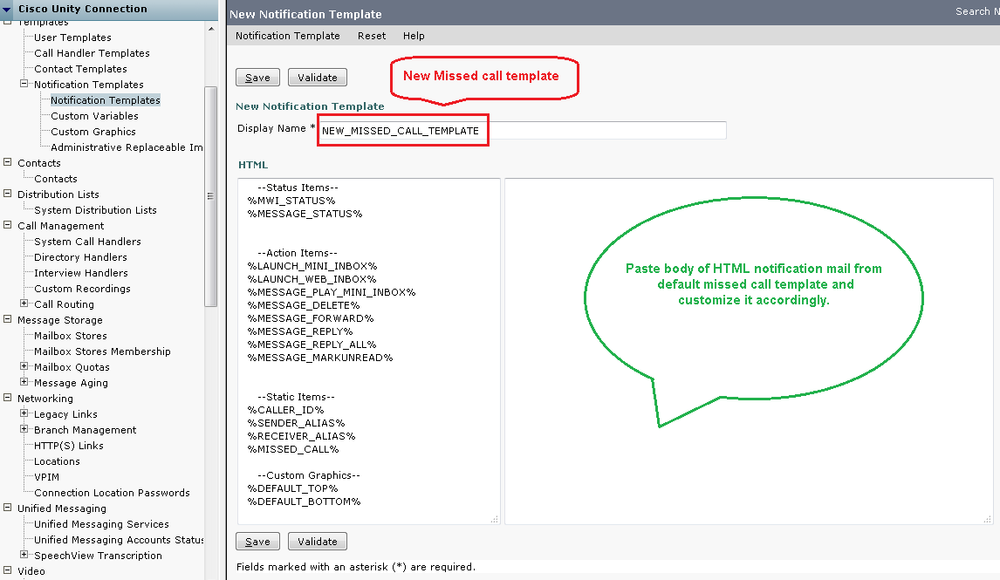 Cisco Unity Connection
Templates
User Templates
Call Handler Templates
Contact Templates
Notification Templates
Notification Templates
Custom Variables
Custom Graphics
Administrative Replaceable Im
Contacts
Contacts
Distribution Lists
System Distribution Lists
Call Management
System Call Handlers
Directory Handlers
Interview Handlers
Custom Recordings
Call Routing
Message Storage
Mailbox Stores
Mailbox Stores Membership
Mailbox Quotas
Message Aging
Networking
Legacy Links
Branch Management
HTTP(S) Links
Locations
VPIM
Connection Location Passwords
Unified Messaging
Unified Messaging Services
Unified Messaging Accounts Status
SpeechView Transcription
Video
New Notification Template
Search N
Notification Template Reset Help
Save Validate
New Missed call template
New Notification Template
Display Name * NEW_MISSED_CALL_TEMPLATE
HTML
--Status Items--
%MWI_STATUS%
%MESSAGE_STATUS%
--Action Items--
%LAUNCH_MINI_INBOX%
%LAUNCH_WEB_INBOX%
%MESSAGE_PLAY_MINI_INBOX%
%MESSAGE_DELETE%
%MESSAGE_FORWARD%
%MESSAGE_REPLY%
%MESSAGE_REPLY_ALL%
%MESSAGE_MARKUNREAD%
--Static Items--
%CALLER_ID%
%SENDER_ALIAS%
%RECEIVER_ALIAS%
%MISSED_CALL%
--Custom Graphics--
%DEFAULT_TOP%
%DEFAULT_BOTTOM%
Paste body of HTML notification mail from
default missed call template and
customize it accordingly.
Save Validate
Fields marked with an asterisk (*) are required.